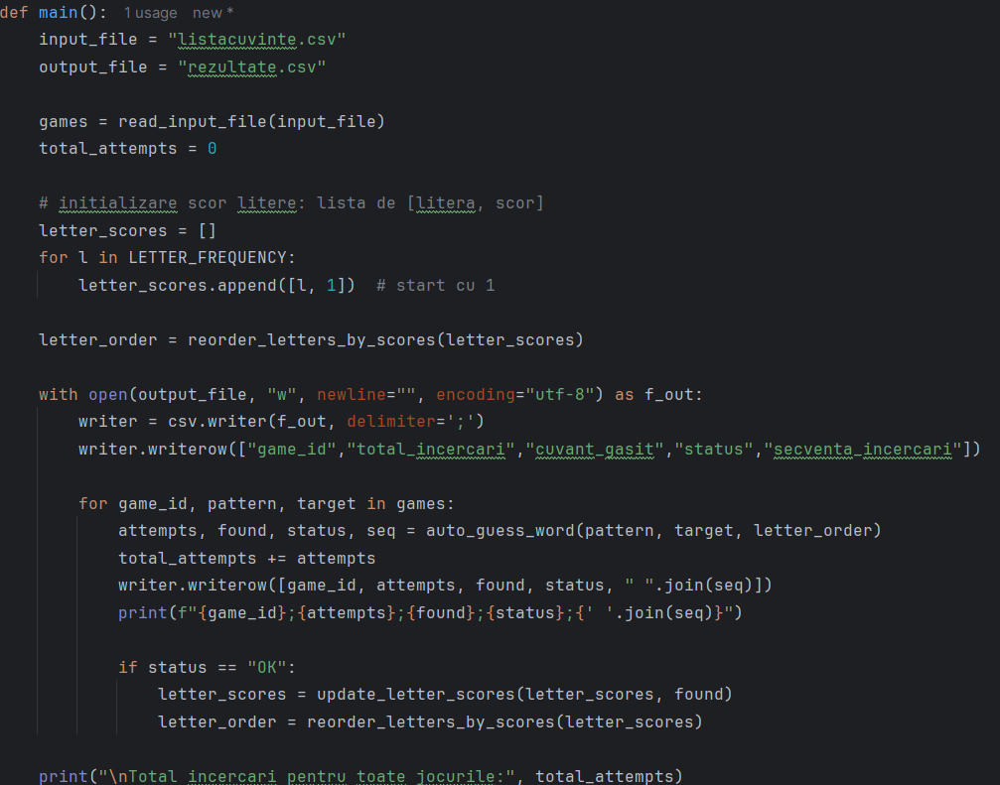 def main():  1 usage  new *
    input_file = "listacuvinte.csv"
    output_file = "rezultate.csv"

    games = read_input_file(input_file)
    total_attempts = 0

    # initializare scor litere: lista de [litera, scor]
    letter_scores = []
    for l in LETTER_FREQUENCY:
        letter_scores.append([l, 1])  # start cu 1

    letter_order = reorder_letters_by_scores(letter_scores)

    with open(output_file, "w", newline="", encoding="utf-8") as f_out:
        writer = csv.writer(f_out, delimiter=';')
        writer.writerow(["game_id","total_incercari","cuvant_gasit","status","secventa_incercari"])

        for game_id, pattern, target in games:
            attempts, found, status, seq = auto_guess_word(pattern, target, letter_order)
            total_attempts += attempts
            writer.writerow([game_id, attempts, found, status, " ".join(seq)])
            print(f"{game_id};{attempts};{found};{status};{' '.join(seq)}")

            if status == "OK":
                letter_scores = update_letter_scores(letter_scores, found)
                letter_order = reorder_letters_by_scores(letter_scores)

    print("\nTotal incercari pentru toate jocurile:", total_attempts)